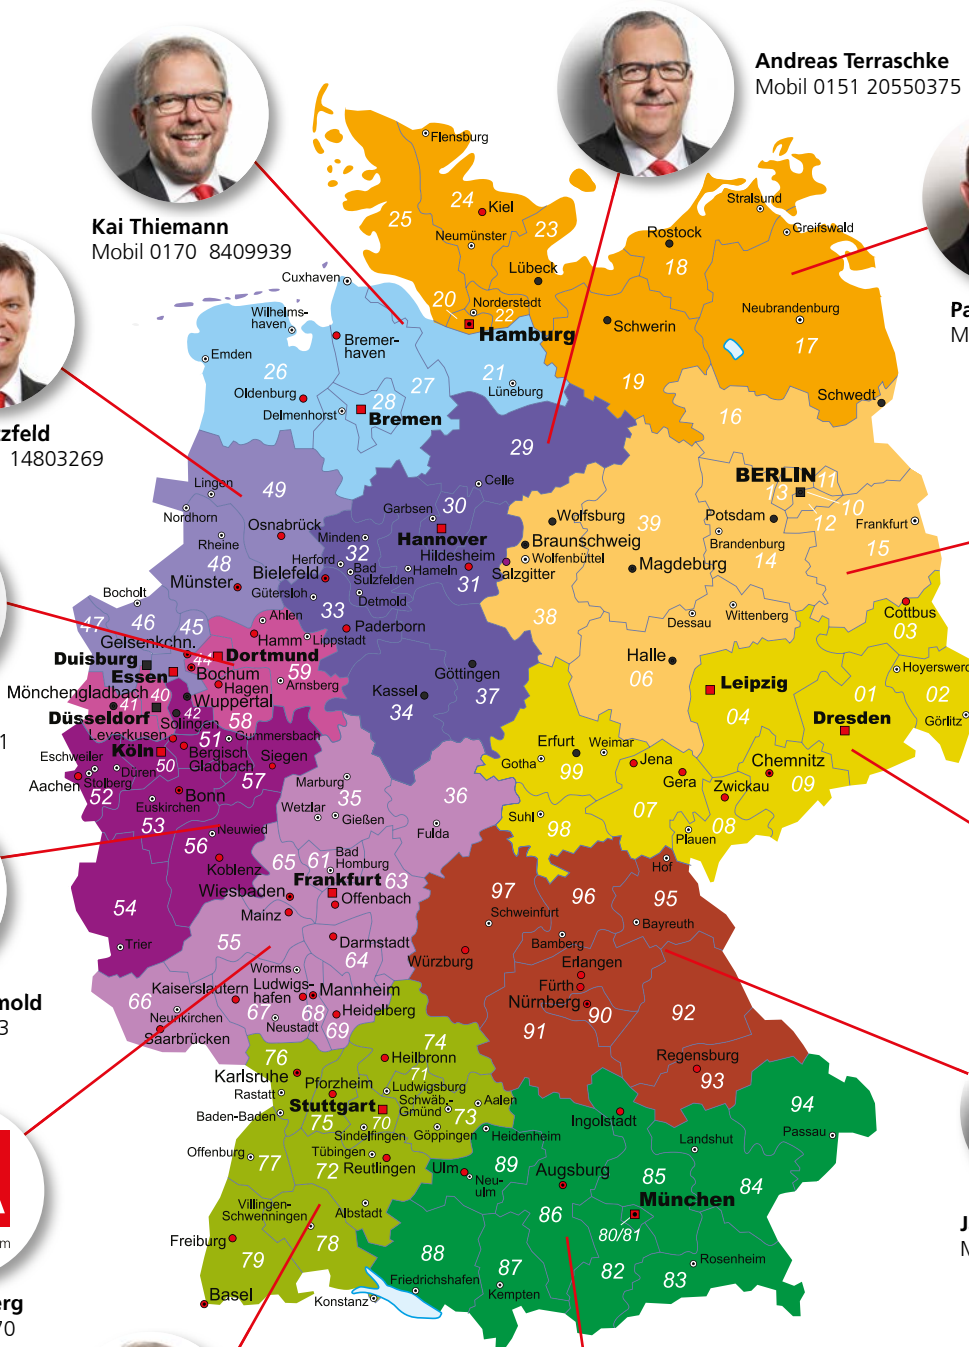 Andreas Terraschke
Mobil 0151 20550375
Kai Thiemann
Mobil 0170 8409939
Pa
M
zfeld
14803269
1
mold
3
A
m
erg
70
J
M
Flensburg
24
25
Kiel
23
Neumünster
Lübeck
20
Norderstedt
22
Hamburg
Stralsund
Greifswald
Rostock
18
Neubrandenburg
17
Schwerin
19
Schwedt
Cuxhaven
Wilhelms-
haven
Bremer-
haven
Emden
26
Oldenburg
27
21
Lüneburg
Delmenhorst
28
Bremen
29
16
BERLIN
11
13
10
12
Potsdam
Frankfurt
Brandenburg
14
15
Lingen
49
Celle
Nordhorn
Garbsen
30
Osnabrück
Hannover
Rheine
Minden
32
Hildesheim
48
Herford
Bad
Sulzfelden
Hameln
31
Münster
Bielefeld
Gütersloh
33
Detmold
Wolfsburg
39
Braunschweig
Wolfenbüttel
Salzgitter
Magdeburg
38
Dessau
Wittenberg
Cottbus
03
Bocholt
47
46
45
Ahlen
Paderborn
Gelsenkchn.
Hamm
Lippstadt
Duisburg
44
Dortmund
Essen
Bochum
59
Mönchengladbach
40
Hagen
Arnsberg
41
Wuppertal
Düsseldorf
42
58
Solingen
Leverkusen
51
Gummersbach
Köln
Bergisch
Gladbach
50
Siegen
Eschweiler
Düren
57
Aachen
Stolberg
52
Bonn
Euskirchen
53
Göttingen
Kassel
37
34
Halle
06
Leipzig
04
Hoyerswerd
01
02
Dresden
Görlitz
Erfurt
Weimar
Gotha
99
Jena
Gera
Chemnitz
Zwickau
09
07
Suhl
98
08
Plauen
Hof
Marburg
35
36
Wetzlar
Gießen
Fulda
56
Neuwied
Koblenz
65
61
Bad
Homburg
Frankfurt
63
Wiesbaden
Offenbach
Mainz
54
Trier
55
Darmstadt
64
Worms
Kaiserslautern
Ludwigs-
hafen
Mannheim
66
67
68
Heidelberg
Neunkirchen
Neustadt
69
Saarbrücken
97
96
95
Schweinfurt
Bayreuth
Bamberg
Würzburg
Erlangen
Fürth
Nürnberg
90
92
91
Regensburg
93
76
74
Karlsruhe
Heilbronn
Pforzheim
71
Rastatt
Ludwigsburg
Baden-Baden
Stuttgart
Schwäb.-
Gmünd
Aalen
75
70
73
Sindelfingen
Göppingen
Heidenheim
Offenburg
77
Tübingen
72
Reutlingen
Villingen-
Schwenningen
Albstadt
Freiburg
78
79
Basel
Konstanz
Ingolstadt
94
Passau
Landshut
Ulm
Neu-
ulm
89
Augsburg
85
84
München
86
80/81
88
87
82
83
Rosenheim
Friedrichshafen
Kempten